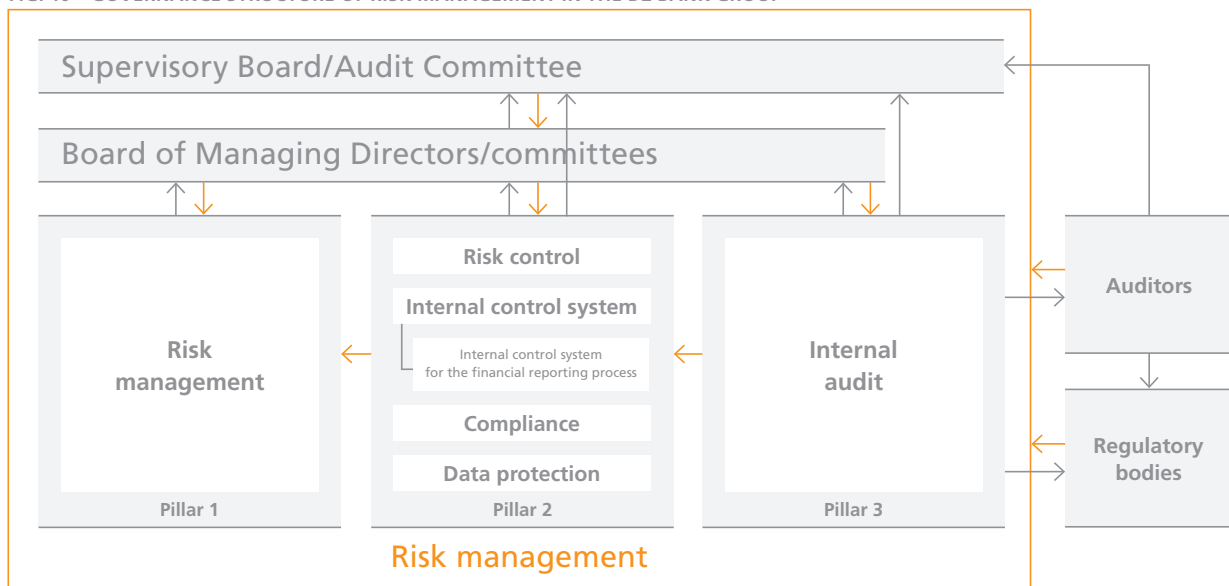 Supervisory Board/Audit Committee
Board of Managing Directors/committees
Risk
management
Pillar 1
Risk control
Internal control system
Internal control system
for the financial reporting process
Compliance
Data protection
Pillar 2
Internal
audit
Pillar 3
Auditors
Regulatory
bodies
Risk management